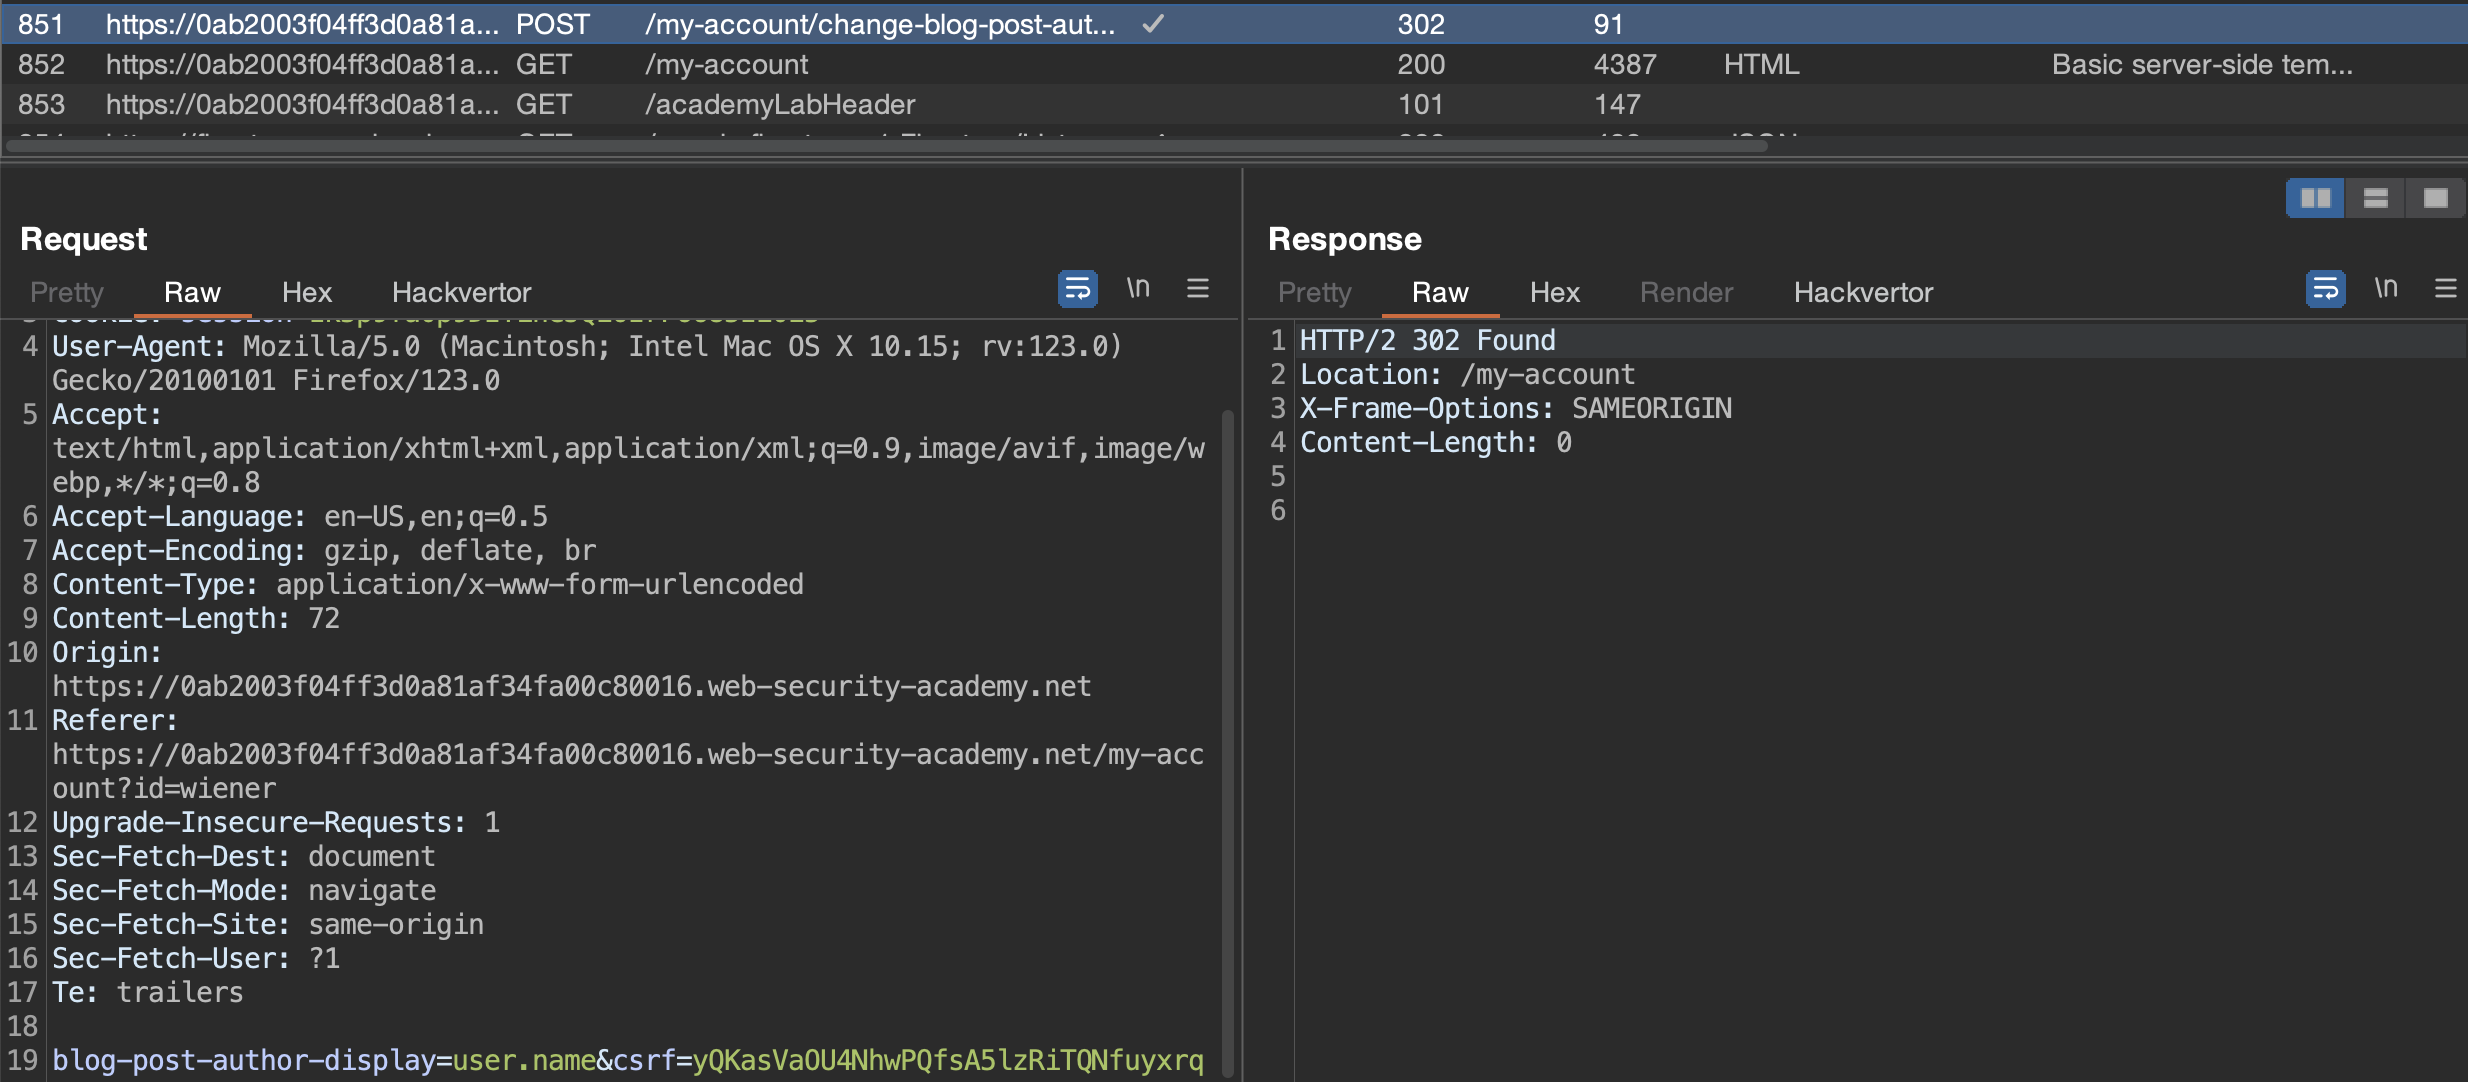 851 https://0ab2003f04ff3d0a81a... POST /my-account/change-blog-post-aut... 302 91
852 https://0ab2003f04ff3d0a81a... GET /my-account 200 4387 HTML Basic server-side tem...
853 https://0ab2003f04ff3d0a81a... GET /academyLabHeader 101 147
Request
Pretty Raw Hex Hackvertor \n
4 User-Agent: Mozilla/5.0 (Macintosh; Intel Mac OS X 10.15; rv:123.0)
Gecko/20100101 Firefox/123.0
5 Accept:
text/html,application/xhtml+xml,application/xml;q=0.9,image/avif,image/w
ebp,*/*;q=0.8
6 Accept-Language: en-US,en;q=0.5
7 Accept-Encoding: gzip, deflate, br
8 Content-Type: application/x-www-form-urlencoded
9 Content-Length: 72
10 Origin:
https://0ab2003f04ff3d0a81af34fa00c80016.web-security-academy.net
11 Referer:
https://0ab2003f04ff3d0a81af34fa00c80016.web-security-academy.net/my-acc
ount?id=wiener
12 Upgrade-Insecure-Requests: 1
13 Sec-Fetch-Dest: document
14 Sec-Fetch-Mode: navigate
15 Sec-Fetch-Site: same-origin
16 Sec-Fetch-User: ?1
17 Te: trailers
18
19 blog-post-author-display=user.name&csrf=yQKasVaOU4NhwPQfsA5lzRiTQNfuyxrq
Response
Pretty Raw Hex Render Hackvertor \n
1 HTTP/2 302 Found
2 Location: /my-account
3 X-Frame-Options: SAMEORIGIN
4 Content-Length: 0
5
6